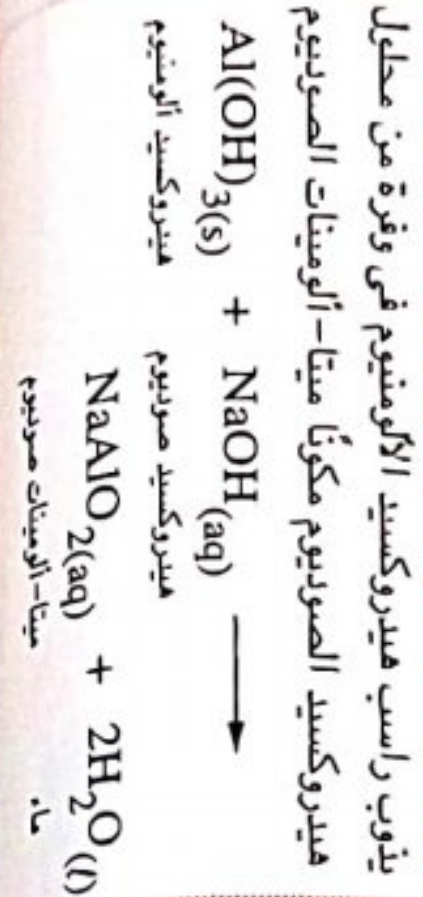 يذوب راسب هيدروكسيد الألومنيوم فى وفرة من محلول
هيدروكسيد الصوديوم مكونًا ميتا-ألومينات الصوديوم
Al((OH)3(s) + NaOH(aq) ⟶
هيدروكسيد ألومنيوم هيدروكسيد صوديوم
NaAlO2(aq) + 2H2O(l)
ميتا-ألومينات صوديوم ماء